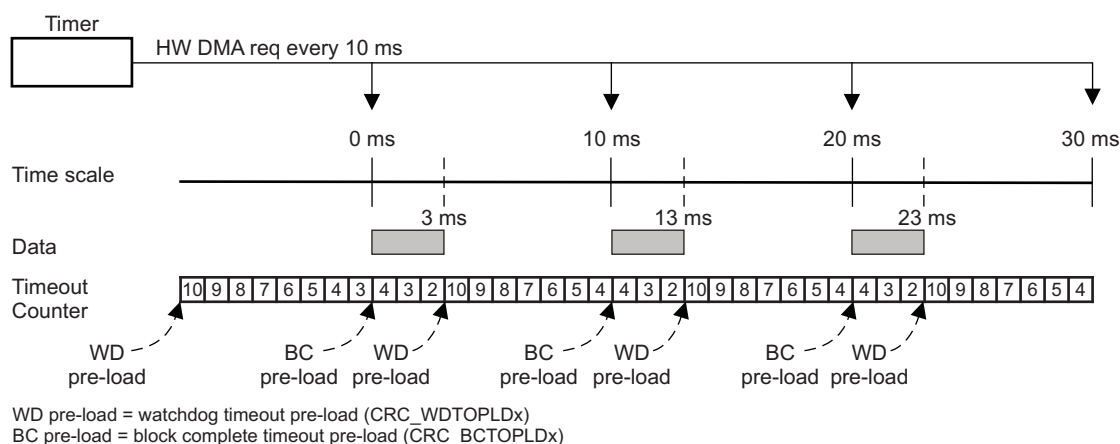 Timer
HW DMA req every 10 ms
0 ms 10 ms 20 ms 30 ms
Time scale
3 ms 13 ms 23 ms
Data
Timeout Counter
10 9 8 7 6 5 4 3 4 3 2 10 9 8 7 6 5 4 4 3 2 10 9 8 7 6 5 4 4 3 2 10 9 8 7 6 5 4
WD pre-load
BC pre-load
WD pre-load
BC pre-load
WD pre-load
BC pre-load
WD pre-load
WD pre-load = watchdog timeout pre-load (CRC_WDTOPLDx)
BC pre-load = block complete timeout pre-load (CRC_BCTOPLDx)